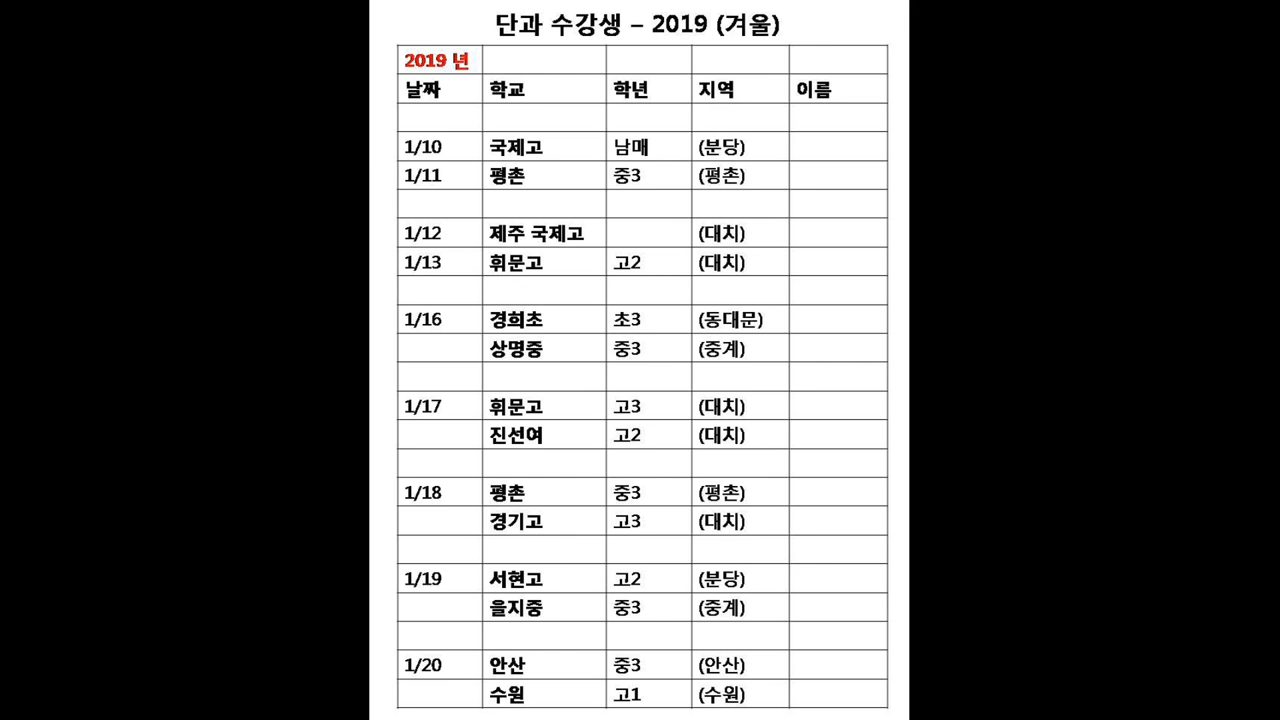 단과 수강생 – 2019 (겨울)
2019 년
날짜 학교 학년 지역 이름
1/10 국제고 남매 (분당)
1/11 평촌 중3 (평촌)
1/12 제주 국제고 (대치)
1/13 휘문고 고2 (대치)
1/16 경희초 초3 (동대문)
상명중 중3 (중계)
1/17 휘문고 고3 (대치)
진선여 고2 (대치)
1/18 평촌 중3 (평촌)
경기고 고3 (대치)
1/19 서현고 고2 (분당)
을지중 중3 (중계)
1/20 안산 중3 (안산)
수원 고1 (수원)